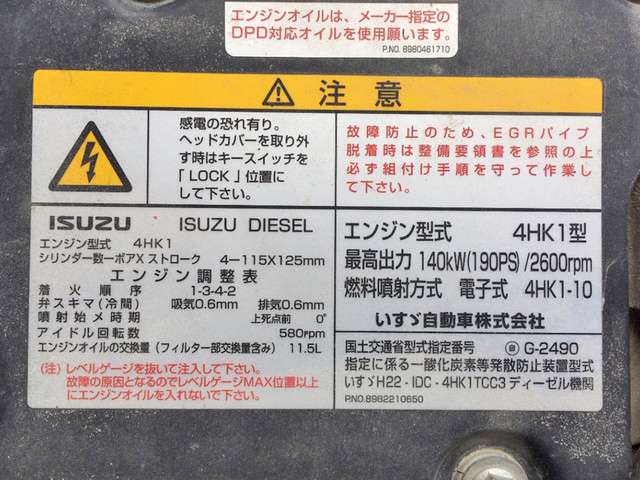 エンジンオイルは、メーカー指定の
DPD対応オイルを使用願います。
P.NO. 8980461710
⚠ 注意
感電の恐れ有り。
ヘッドカバーを取り外
す時はキースイッチを
「LOCK」位置に
して下さい。
故障防止のため、EGRパイプ
脱着時は整備要領書を参照の上
必ず組付け手順を守って作業し
て下さい。
ISUZU ISUZU DIESEL
エンジン型式 4HK1
シリンダー数ーボアXストローク 4ー115X125mm
エンジン調整表
着火順序 1-3-4-2
弁スキマ(冷間) 吸気0.6mm 排気0.6mm
噴射始メ時期 上死点前 0°
アイドル回転数 580rpm
エンジンオイルの交換量(フィルター部交換量含み) 11.5L
(注)レベルゲージを抜いて注入して下さい。
故障の原因となるのでレベルゲージMAX位置以上
にエンジンオイルを入れないで下さい。
エンジン型式 4HK1型
最高出力 140kW(190PS)/2600rpm
燃料噴射方式 電子式 4HK1-10
いすゞ自動車株式会社
国土交通省型式指定番号 自 G-2490
指定に係る一酸化炭素等発散防止装置型式
いすゞH22-IDC-4HK1TCC3ディーゼル機関
P.NO.8982210650